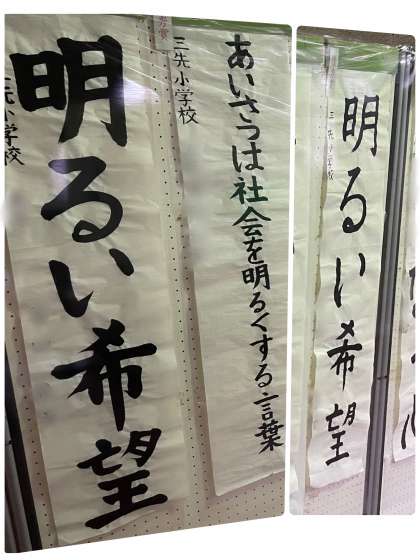 明るい希望
三先小学校
あいさつは社会を明るくする言葉
三先小学校
明るい希望
三先小学校